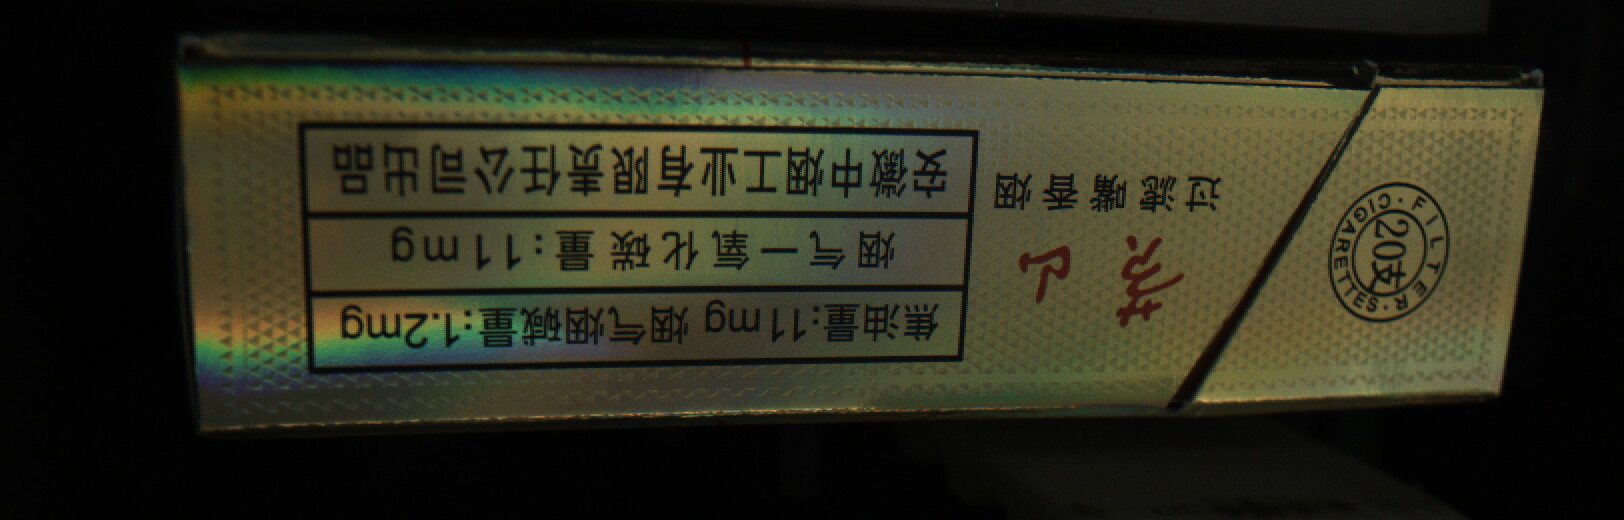 焦油量:11mg 烟气烟碱量:1.2mg
烟气一氧化碳量:11mg
安徽中烟工业有限责任公司出品
黄山
过滤嘴香烟
FILTER · CIGARETTES ·
20支